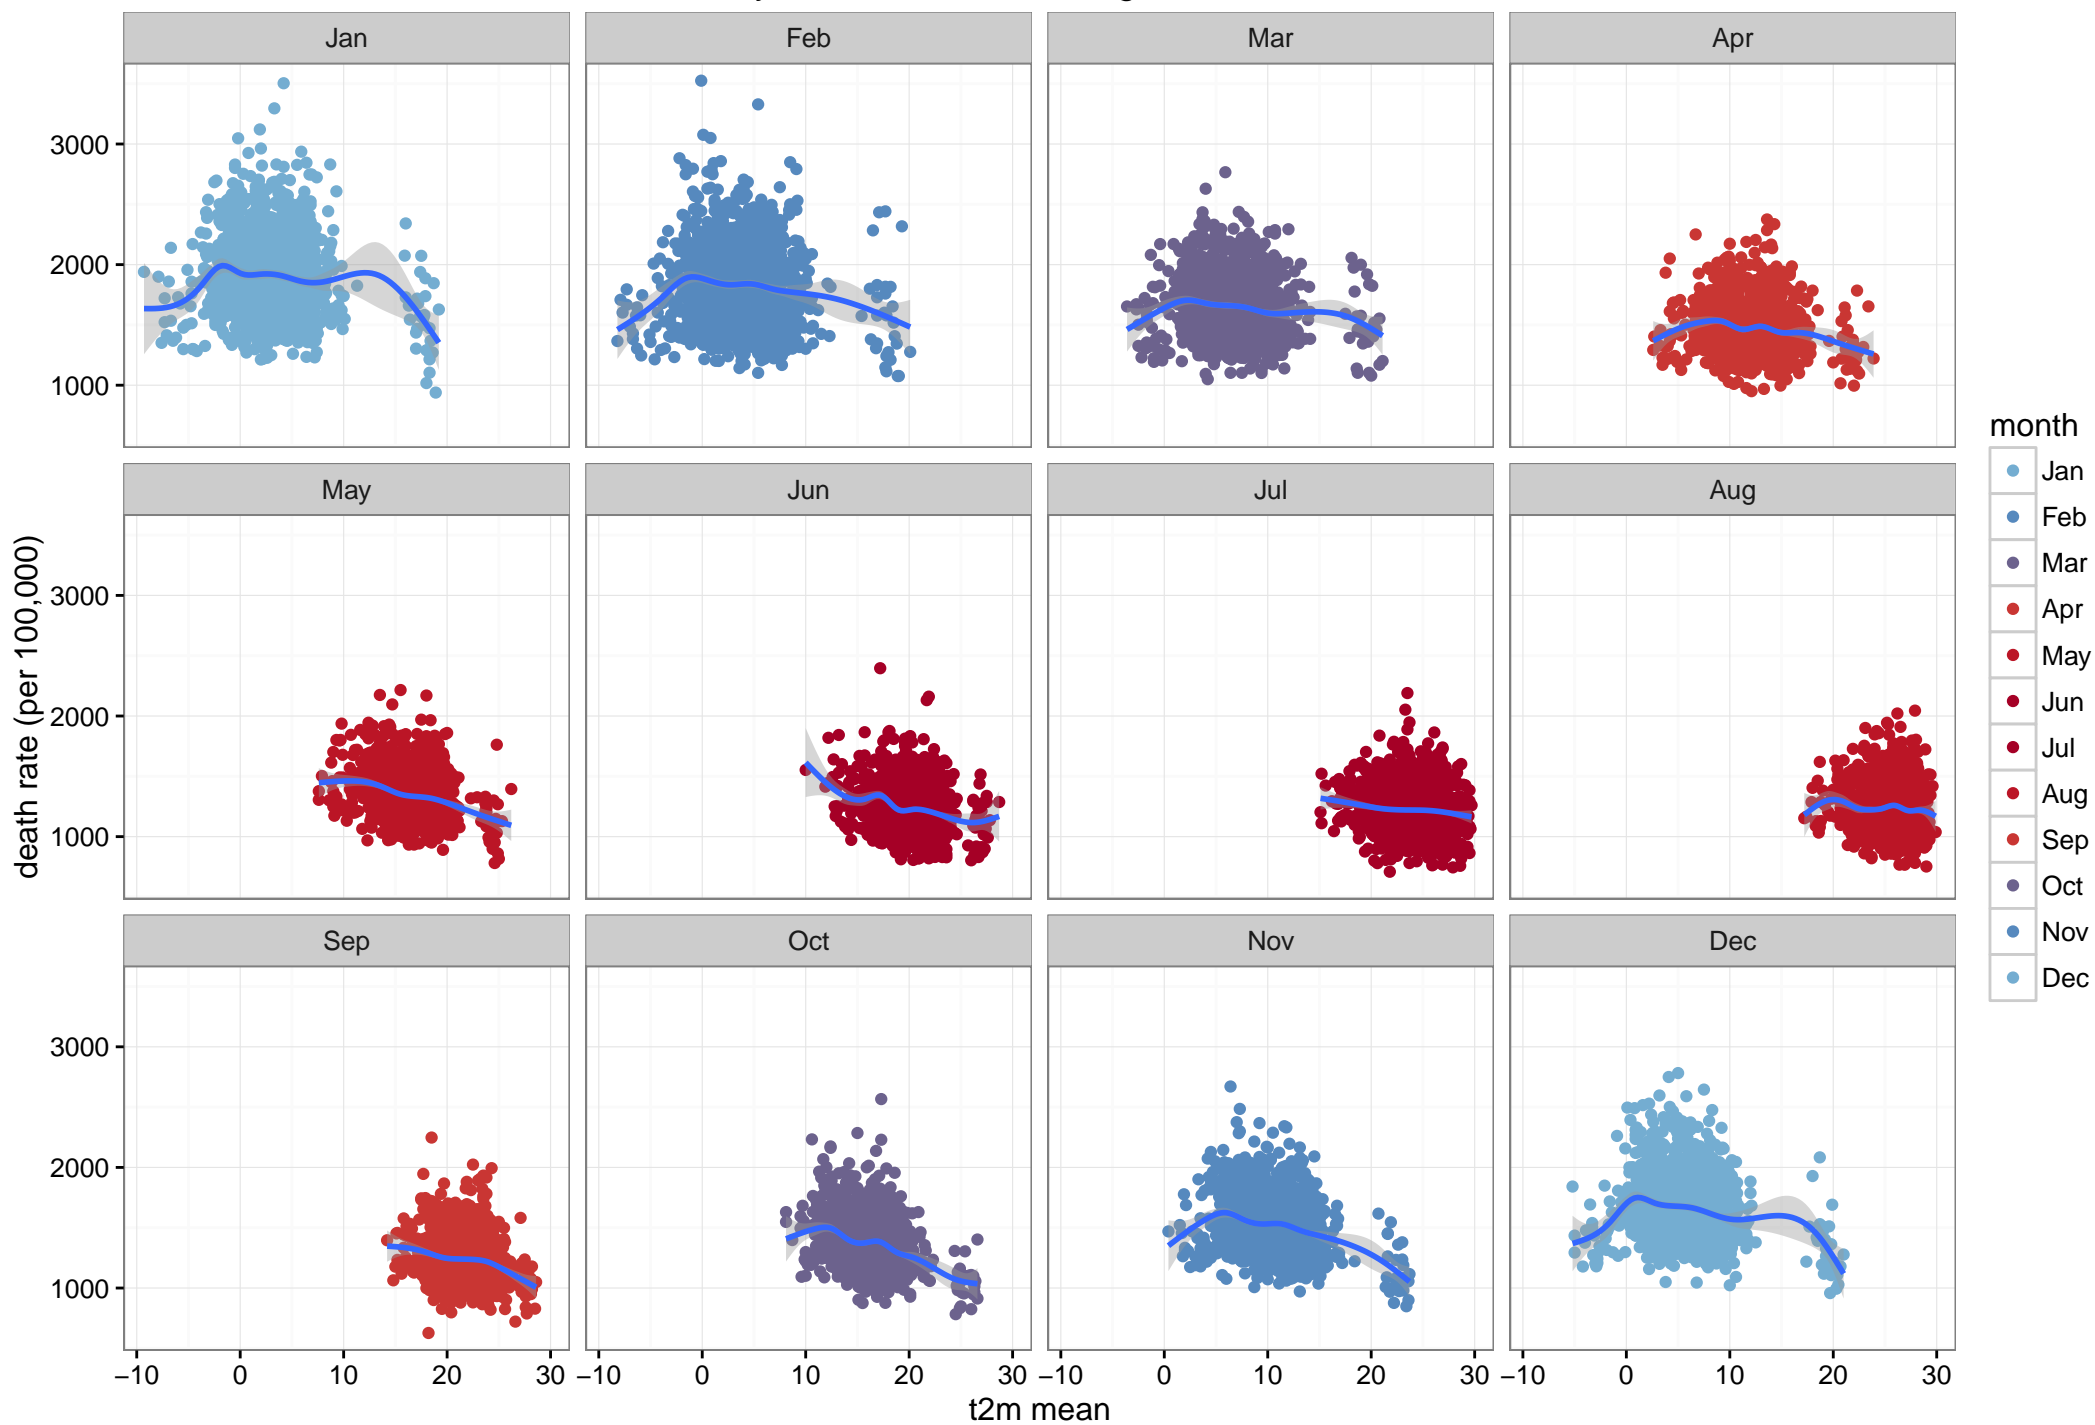 Jan Feb Mar Apr
3000
2000
1000
May Jun Jul Aug
3000
2000
1000
Sep Oct Nov Dec
3000
2000
1000
−10 0 10 20 30 −10 0 10 20 30 −10 0 10 20 30 −10 0 10 20 30
t2m mean
death rate (per 100,000)
month
Jan
Feb
Mar
Apr
May
Jun
Jul
Aug
Sep
Oct
Nov
Dec